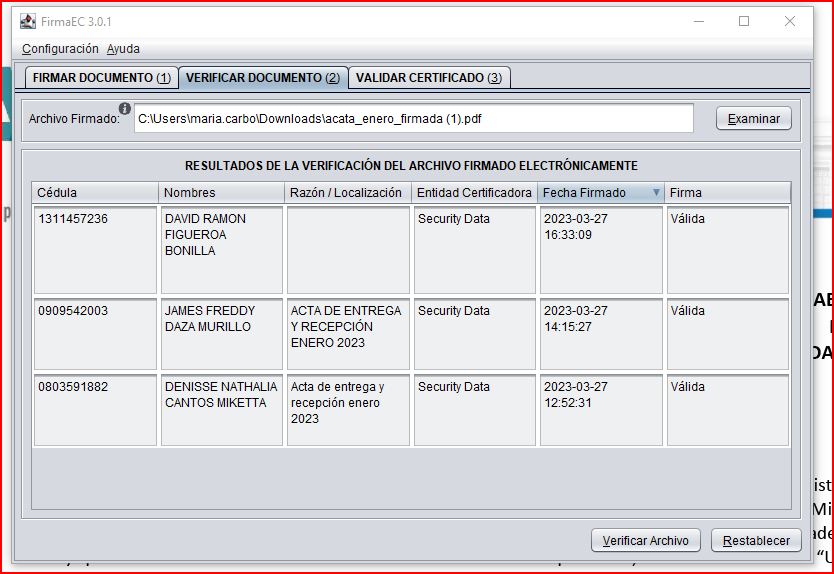 FirmaEC 3.0.1
Configuración Ayuda
FIRMAR DOCUMENTO (1) VERIFICAR DOCUMENTO (2) VALIDAR CERTIFICADO (3)
Archivo Firmado: C:\Users\maria.carbo\Downloads\acata_enero_firmada (1).pdf Examinar
RESULTADOS DE LA VERIFICACIÓN DEL ARCHIVO FIRMADO ELECTRÓNICAMENTE
Cédula Nombres Razón / Localización Entidad Certificadora Fecha Firmado Firma
1311457236 DAVID RAMON Security Data 2023-03-27 Válida
FIGUEROA 16:33:09
BONILLA
0909542003 JAMES FREDDY ACTA DE ENTREGA Security Data 2023-03-27 Válida
DAZA MURILLO Y RECEPCIÓN 14:15:27
ENERO 2023
0803591882 DENISSE NATHALIA Acta de entrega y Security Data 2023-03-27 Válida
CANTOS MIKETTA recepción enero 12:52:31
2023
Verificar Archivo Restablecer